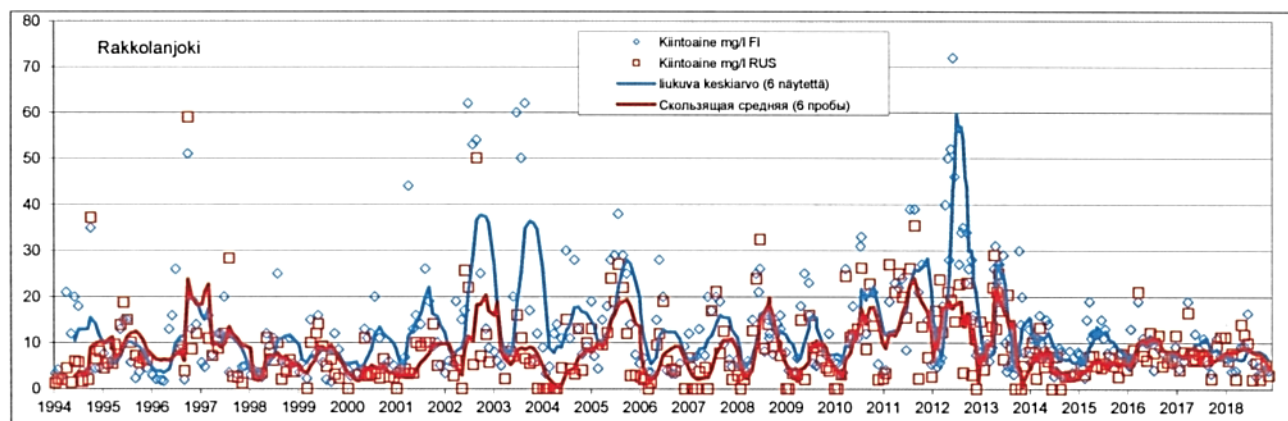 80
70
60
50
40
30
20
10
0
Rakkolanjoki
Kiintoaine mg/l FI
Kiintoaine mg/l RUS
liukuva keskiarvo (6 näytettä)
Скользящая средняя (6 пробы)
1994 1995 1996 1997 1998 1999 2000 2001 2002 2003 2004 2005 2006 2007 2008 2009 2010 2011 2012 2013 2014 2015 2016 2017 2018